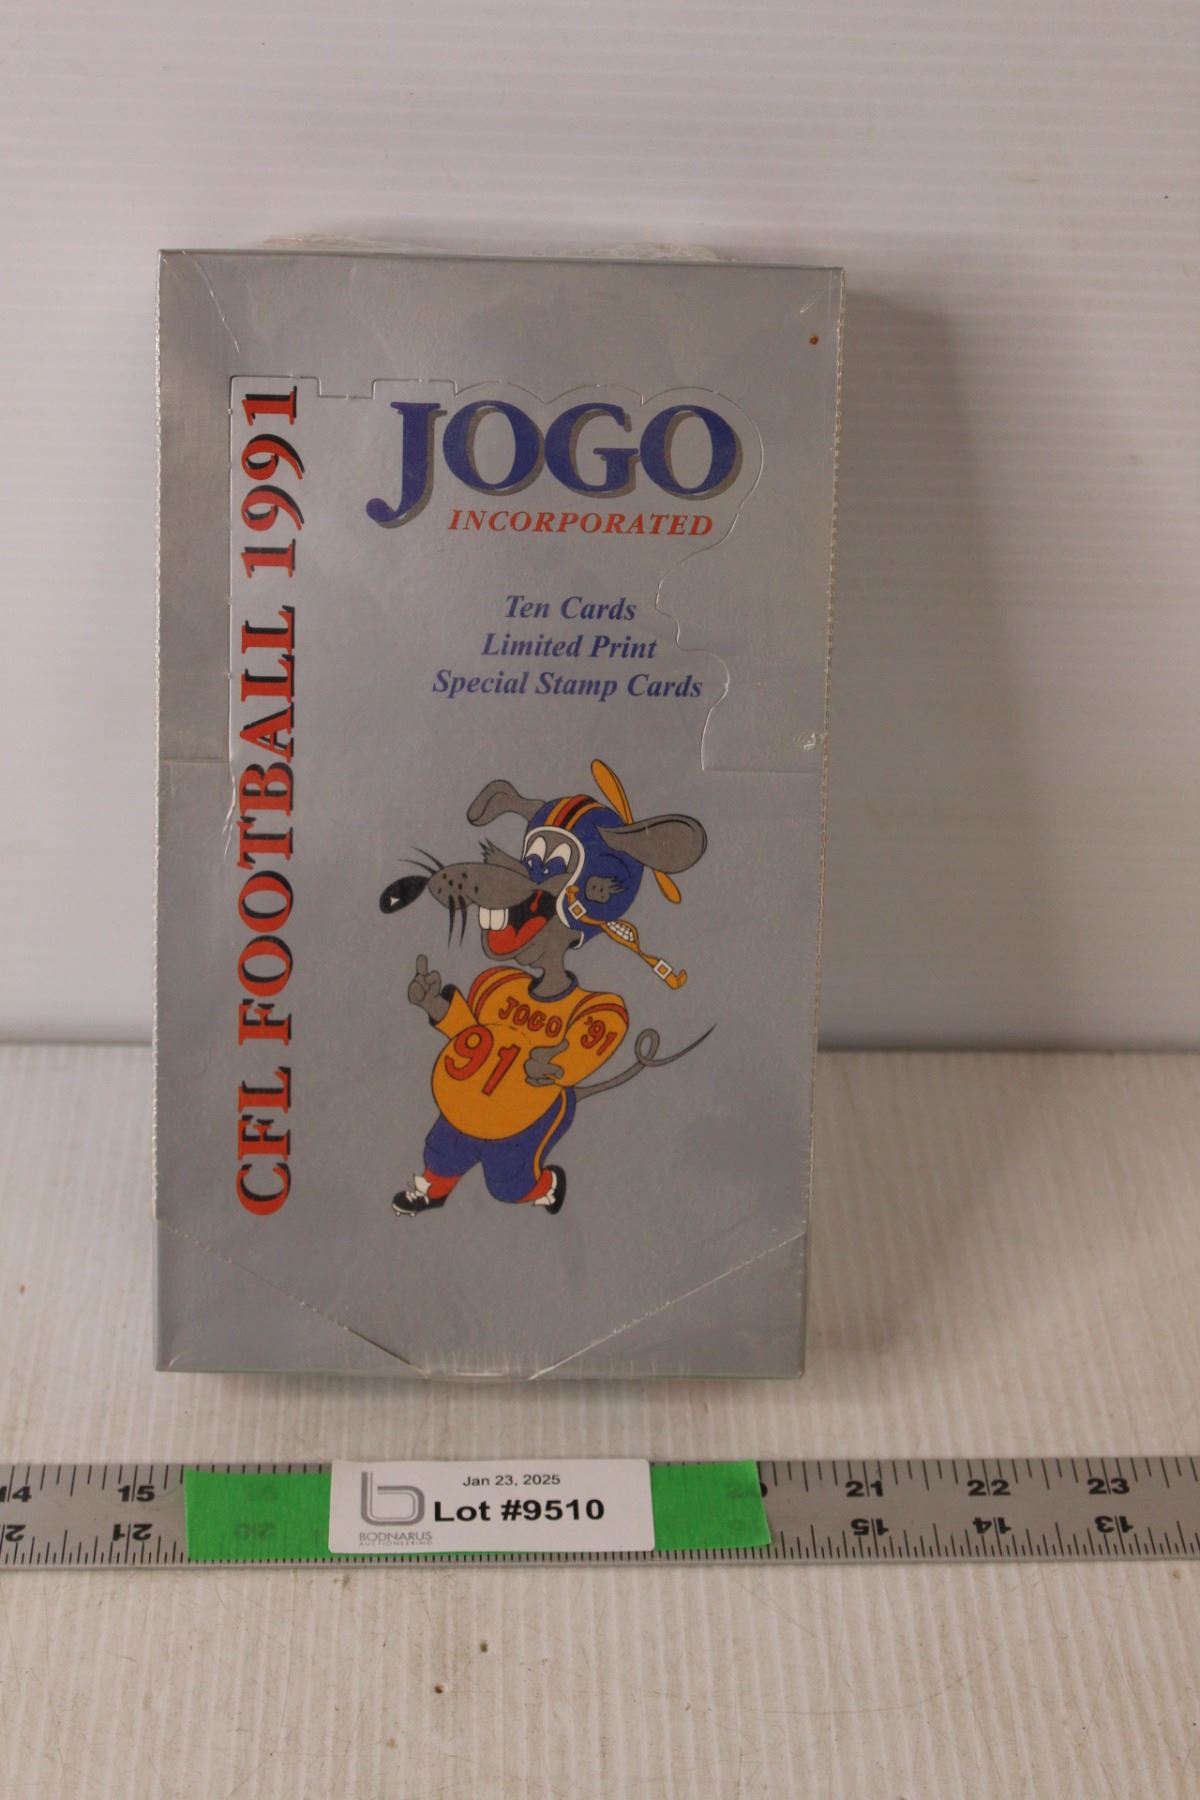 CFL FOOTBALL 1991
JOGO
INCORPORATED
Ten Cards
Limited Print
Special Stamp Cards
JOGO '91
91
14 15 21 22 23
Jan 23, 2025
Lot #9510
BODNARUS
AUCTIONEERING
21 15 14 13